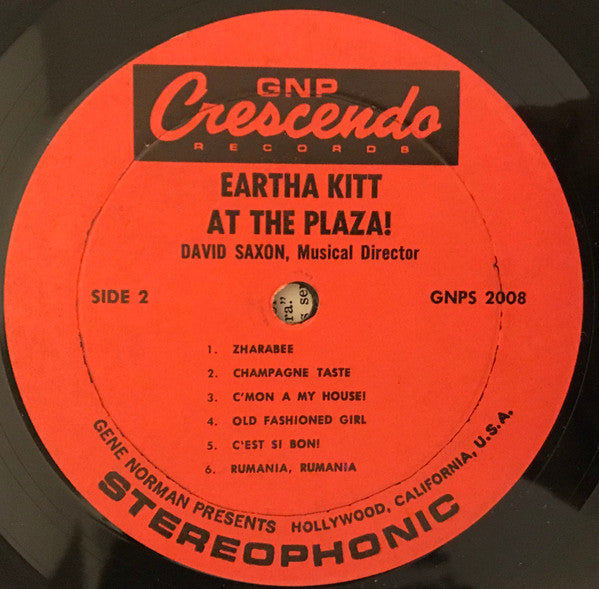 GNP
Crescendo
RECORDS
EARTHA KITT
AT THE PLAZA!
DAVID SAXON, Musical Director
SIDE 2
GNPS 2008
ra."
s se
1. ZHARABEE
2. CHAMPAGNE TASTE
3. C'MON A MY HOUSE!
4. OLD FASHIONED GIRL
5. C'EST SI BON!
6. RUMANIA, RUMANIA
GENE NORMAN PRESENTS HOLLYWOOD, CALIFORNIA, U.S.A.
STEREOPHONIC